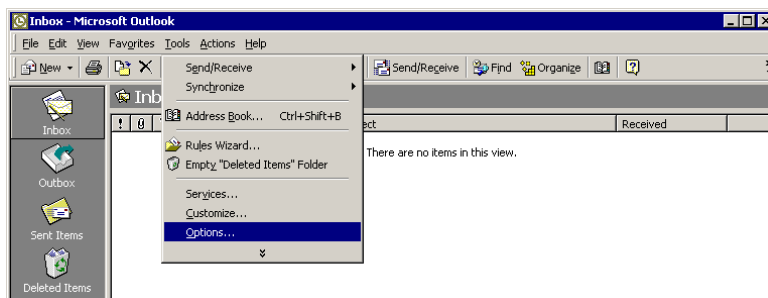 Inbox - Microsoft Outlook
File Edit View Favorites Tools Actions Help
New Send/Receive Find Organize
Send/Receive
Synchronize
Address Book... Ctrl+Shift+B
Rules Wizard...
Empty "Deleted Items" Folder
Services...
Customize...
Options...
Inbox
Outbox
Sent Items
Deleted Items
Received
There are no items in this view.